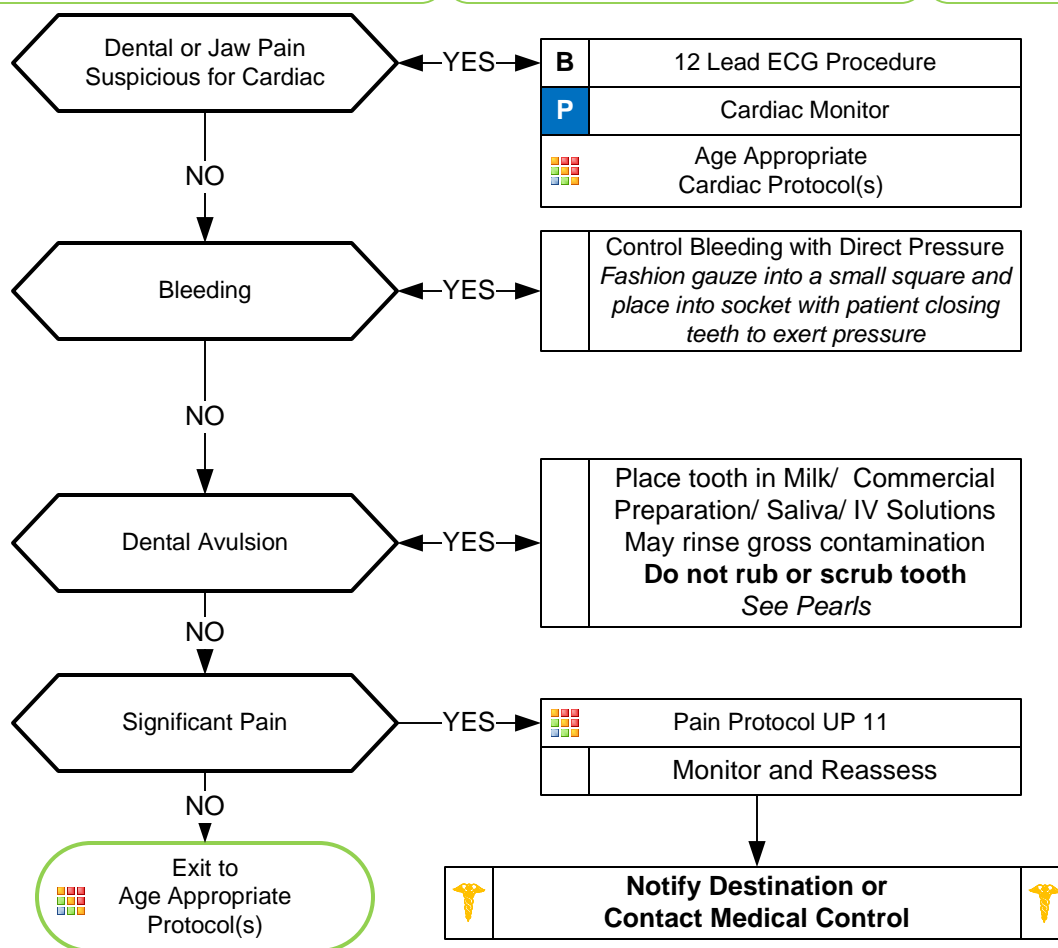 Dental or Jaw Pain
Suspicious for Cardiac
YES
B
12 Lead ECG Procedure
P
Cardiac Monitor
Age Appropriate
Cardiac Protocol(s)
NO
Bleeding
YES
Control Bleeding with Direct Pressure
Fashion gauze into a small square and
place into socket with patient closing
teeth to exert pressure
NO
Dental Avulsion
YES
Place tooth in Milk/ Commercial
Preparation/ Saliva/ IV Solutions
May rinse gross contamination
Do not rub or scrub tooth
See Pearls
NO
Significant Pain
YES
Pain Protocol UP 11
Monitor and Reassess
NO
Exit to
Age Appropriate
Protocol(s)
Notify Destination or
Contact Medical Control